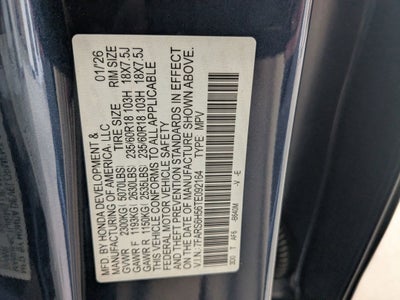 MFD. BY HONDA DEVELOPMENT & 01/26
MANUFACTURING OF AMERICA, LLC
TIRE SIZE RIM SIZE
GVWR 2300KG( 5070LBS)
GAWR F 1195KG( 2630LBS) 235/60R18 103H 18X7.5J
GAWR R 1150KG( 2535LBS) 235/60R18 103H 18X7.5J
THIS VEHICLE CONFORMS TO ALL APPLICABLE
FEDERAL MOTOR VEHICLE SAFETY
AND THEFT PREVENTION STANDARDS IN EFFECT
ON THE DATE OF MANUFACTURE SHOWN ABOVE.
V.I.N.: TYPE: MPV